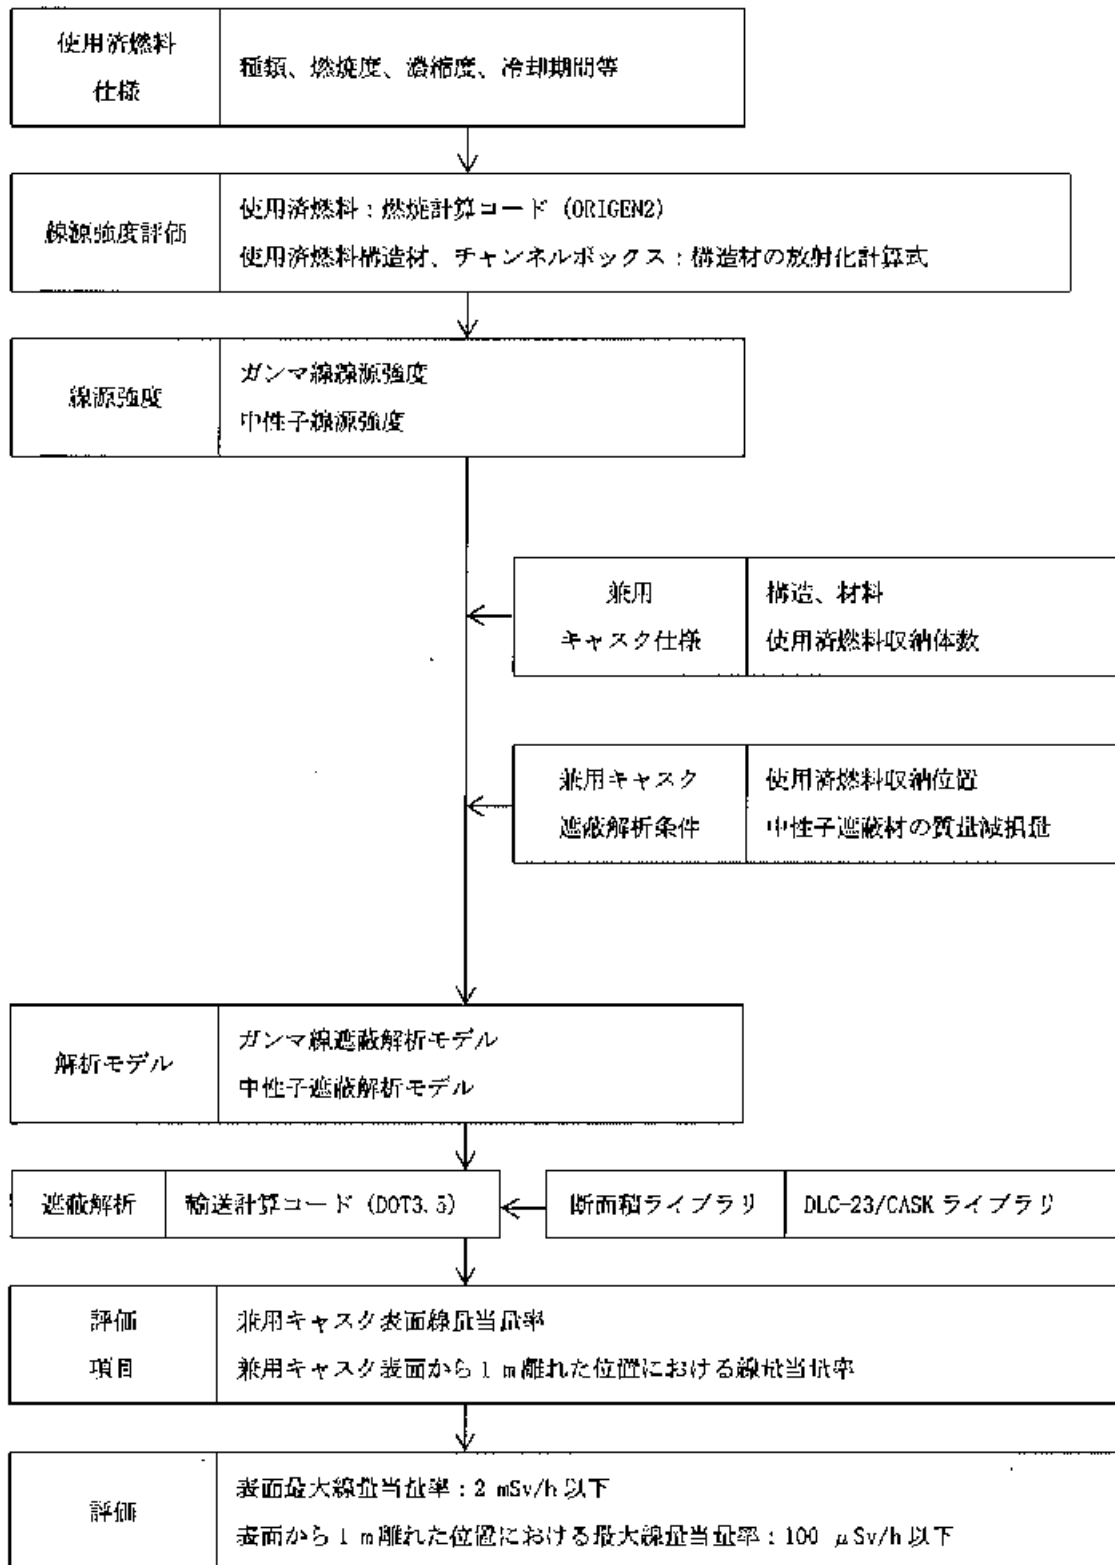 使用済燃料
仕様
種類、燃焼度、濃縮度、冷却期間等
線源強度評価
使用済燃料：燃焼計算コード (ORIGEN2)
使用済燃料構造材、チャンネルボックス：構造材の放射化計算式
線源強度
ガンマ線線源強度
中性子線源強度
兼用
キャスク仕様
構造、材料
使用済燃料収納体数
兼用キャスク
遮蔽解析条件
使用済燃料収納位置
中性子遮蔽材の質量減損量
解析モデル
ガンマ線遮蔽解析モデル
中性子遮蔽解析モデル
遮蔽解析
輸送計算コード (DOT3.5)
断面積ライブラリ
DLC-23/CASK ライブラリ
評価
項目
兼用キャスク表面線量当量率
兼用キャスク表面から 1 m離れた位置における線量当量率
評価
表面最大線量当量率：2 mSv/h 以下
表面から 1 m離れた位置における最大線量当量率：100 μSv/h 以下